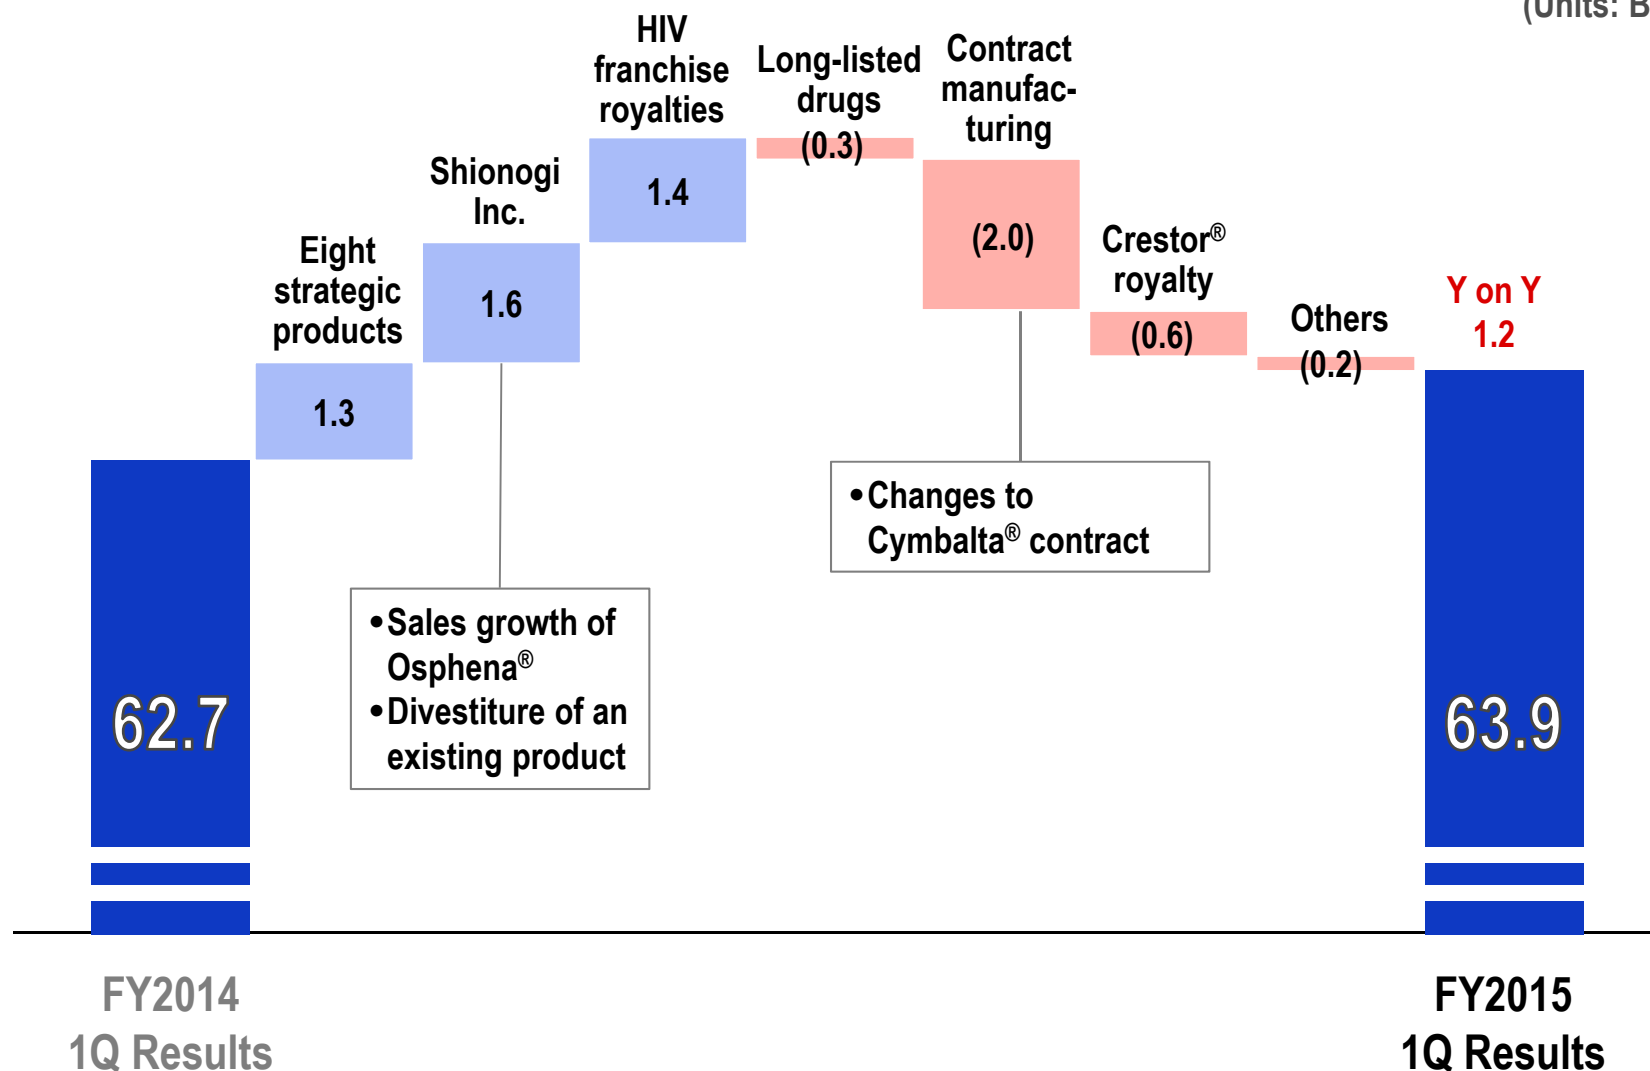 (Units: B
HIV
franchise
royalties
Long-listed
drugs
(0.3)
Contract
manufac-
turing
Shionogi
Inc.
1.4
Eight
strategic
products
1.6
(2.0)
Crestor®
royalty
(0.6)
Others
(0.2)
Y on Y
1.2
1.3
•Changes to
Cymbalta® contract
•Sales growth of
Osphena®
•Divestiture of an
existing product
62.7
63.9
FY2014
1Q Results
FY2015
1Q Results